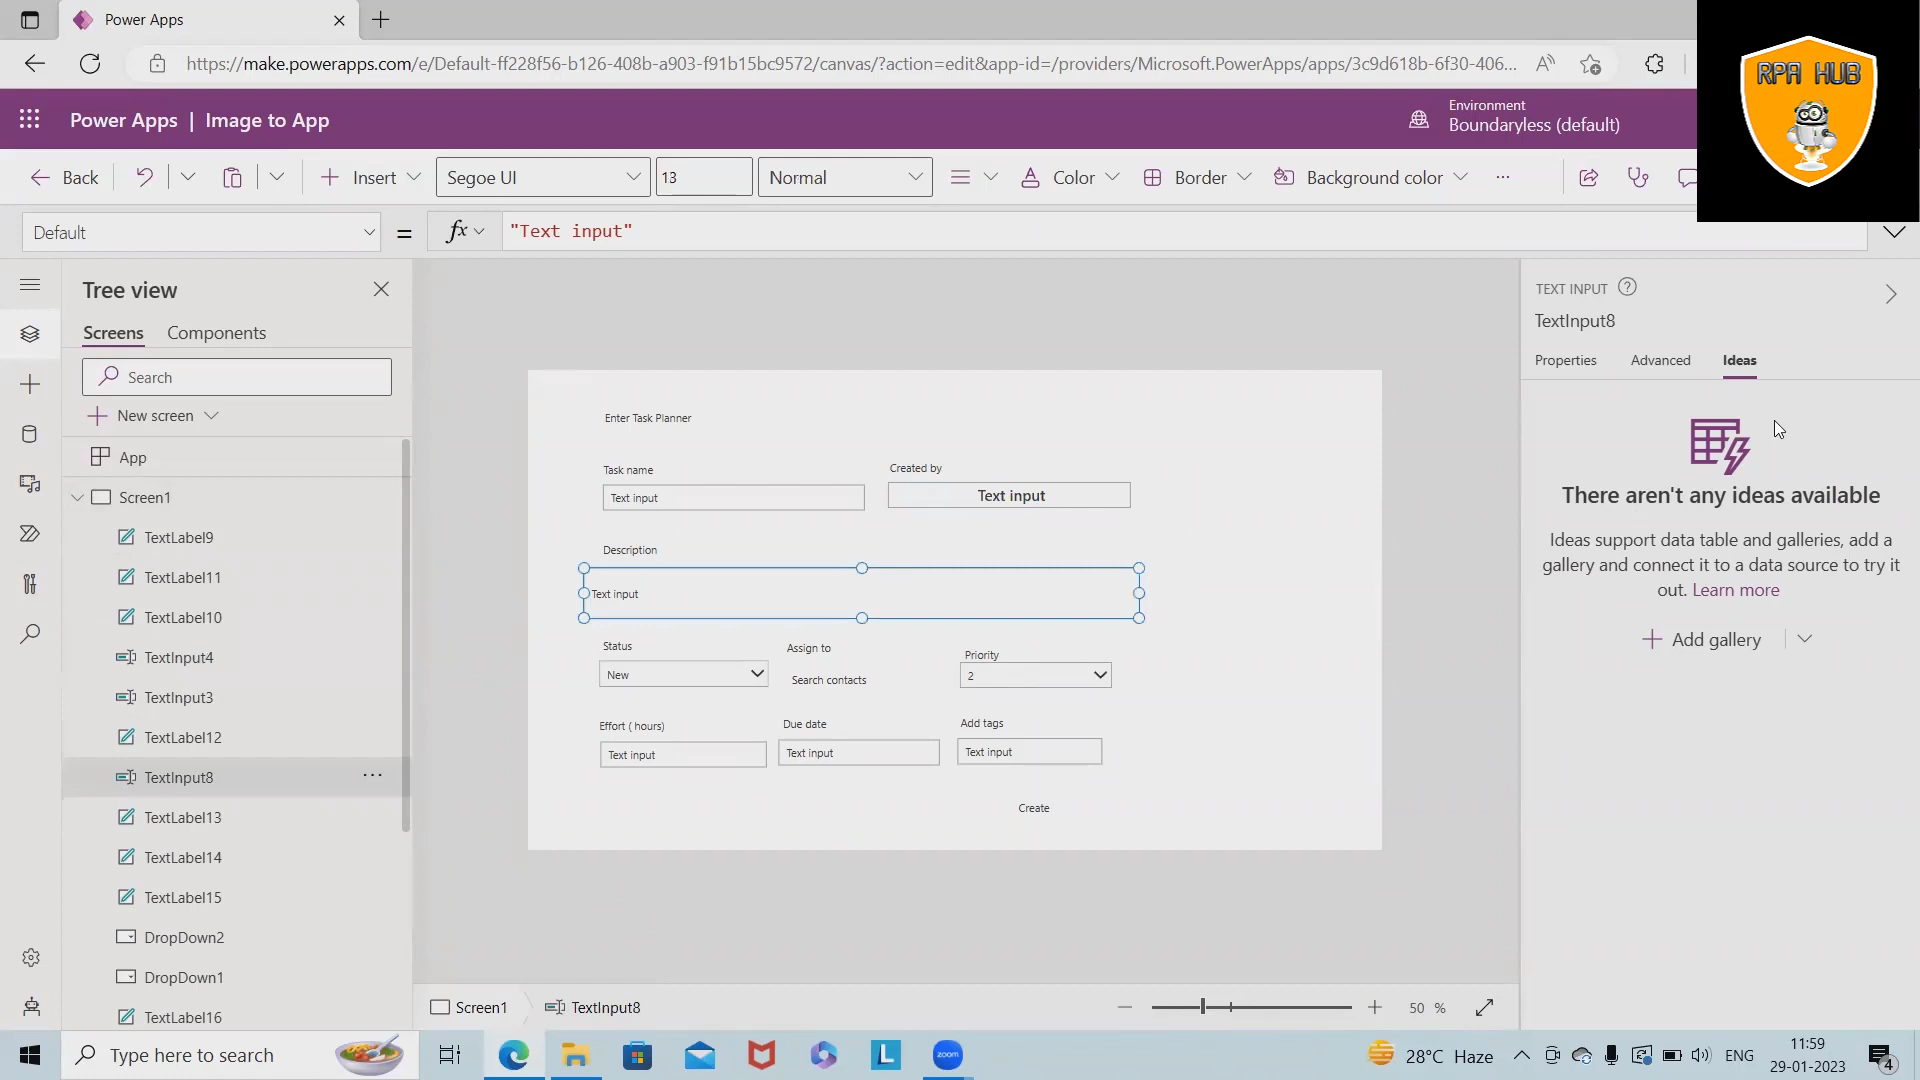 Power Apps
https://make.powerapps.com/e/Default-ff228f56-b126-408b-a903-f91b15bc9572/canvas/?action=edit&app-id=/providers/Microsoft.PowerApps/apps/3c9d618b-6f30-406...
RPA HUB
Power Apps | Image to App
Environment
Boundaryless (default)
Back
Insert
Segoe UI
13
Normal
Color
Border
Background color
Default
=
fx
"Text input"
Tree view
Screens
Components
Search
New screen
App
Screen1
TextLabel9
TextLabel11
TextLabel10
TextInput4
TextInput3
TextLabel12
TextInput8
TextLabel13
TextLabel14
TextLabel15
DropDown2
DropDown1
TextLabel16
Enter Task Planner
Task name
Created by
Text input
Text input
Description
Text input
Status
Assign to
Priority
New
Search contacts
2
Effort ( hours)
Due date
Add tags
Text input
Text input
Text input
Create
TEXT INPUT
TextInput8
Properties
Advanced
Ideas
There aren't any ideas available
Ideas support data table and galleries, add a
gallery and connect it to a data source to try it
out. Learn more
Add gallery
Screen1
TextInput8
50 %
Type here to search
L
zoom
28°C Haze
ENG
11:59
29-01-2023
4